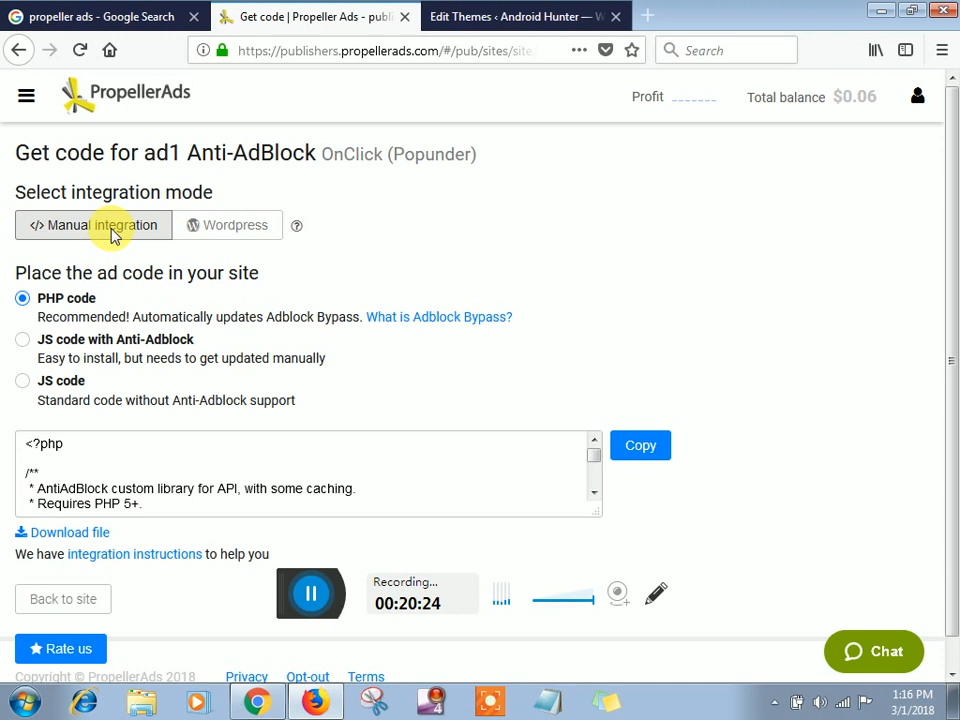 propeller ads - Google Search
Get code | Propeller Ads - publi
Edit Themes ‹ Android Hunter — W
https://publishers.propellerads.com/#/pub/sites/site
Search
PropellerAds
Profit
Total balance $0.06
Get code for ad1 Anti-AdBlock OnClick (Popunder)
Select integration mode
</> Manual integration
Wordpress
Place the ad code in your site
PHP code
Recommended! Automatically updates Adblock Bypass. What is Adblock Bypass?
JS code with Anti-Adblock
Easy to install, but needs to get updated manually
JS code
Standard code without Anti-Adblock support
<?php
/**
* AntiAdBlock custom library for API, with some caching.
* Requires PHP 5+.
Copy
Download file
We have integration instructions to help you
Back to site
Recording...
00:20:24
Rate us
Chat
Copyright © PropellerAds 2018
Privacy
Opt-out
Terms
4
1:16 PM
3/1/2018